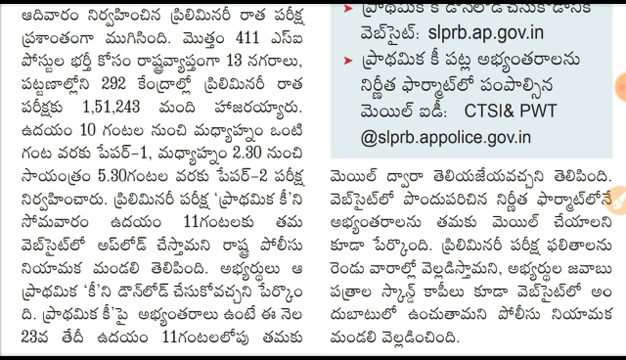 ఆదివారం నిర్వహించిన ప్రిలిమినరీ రాత పరీక్ష
ప్రశాంతంగా ముగిసింది. మొత్తం 411 ఎస్ఐ
పోస్టుల భర్తీ కోసం రాష్ట్రవ్యాప్తంగా 13 నగరాలు,
పట్టణాల్లోని 292 కేంద్రాల్లో ప్రిలిమినరీ రాత
పరీక్షకు 1,51,243 మంది హాజరయ్యారు.
ఉదయం 10 గంటల నుంచి మధ్యాహ్నం ఒంటి
గంట వరకు పేపర్-1, మధ్యాహ్నం 2.30 నుంచి
సాయంత్రం 5.30గంటల వరకు పేపర్-2 పరీక్ష
నిర్వహించారు. ప్రిలిమినరీ పరీక్ష ‘ప్రాథమిక కీ’ని
సోమవారం ఉదయం 11గంటలకు తమ
వెబ్‌సైట్‌లో అప్‌లోడ్ చేస్తామని రాష్ట్ర పోలీసు
నియామక మండలి తెలిపింది. అభ్యర్థులు ఆ
ప్రాథమిక ‘కీ’ని డౌన్‌లోడ్ చేసుకోవచ్చని పేర్కొం
ది. ప్రాథమిక కీ’పై అభ్యంతరాలు ఉంటే ఈ నెల
23వ తేదీ ఉదయం 11గంటలలోపు తమకు
➤ ప్రాథమిక కీ డౌన్‌లోడ్ చేసుకోడానికి
వెబ్‌సైట్: slprb.ap.gov.in
➤ ప్రాథమిక కీ పట్ల అభ్యంతరాలను
నిర్ణీత ఫార్మాట్‌లో పంపాల్సిన
మెయిల్ ఐడీ: CTSI& PWT
@slprb.appolice.gov.in
మెయిల్ ద్వారా తెలియజేయవచ్చని తెలిపింది.
వెబ్‌సైట్‌లో పొందుపరిచిన నిర్ణీత ఫార్మాట్‌లోనే
అభ్యంతరాలను తమకు మెయిల్ చేయాలని
కూడా పేర్కొంది. ప్రిలిమినరీ పరీక్ష ఫలితాలను
రెండు వారాల్లో వెల్లడిస్తామని, అభ్యర్థుల జవాబు
పత్రాల స్కాన్డ్ కాపీలు కూడా వెబ్‌సైట్‌లో అం
దుబాటులో ఉంచుతామని పోలీసు నియామక
మండలి వెల్లడించింది.